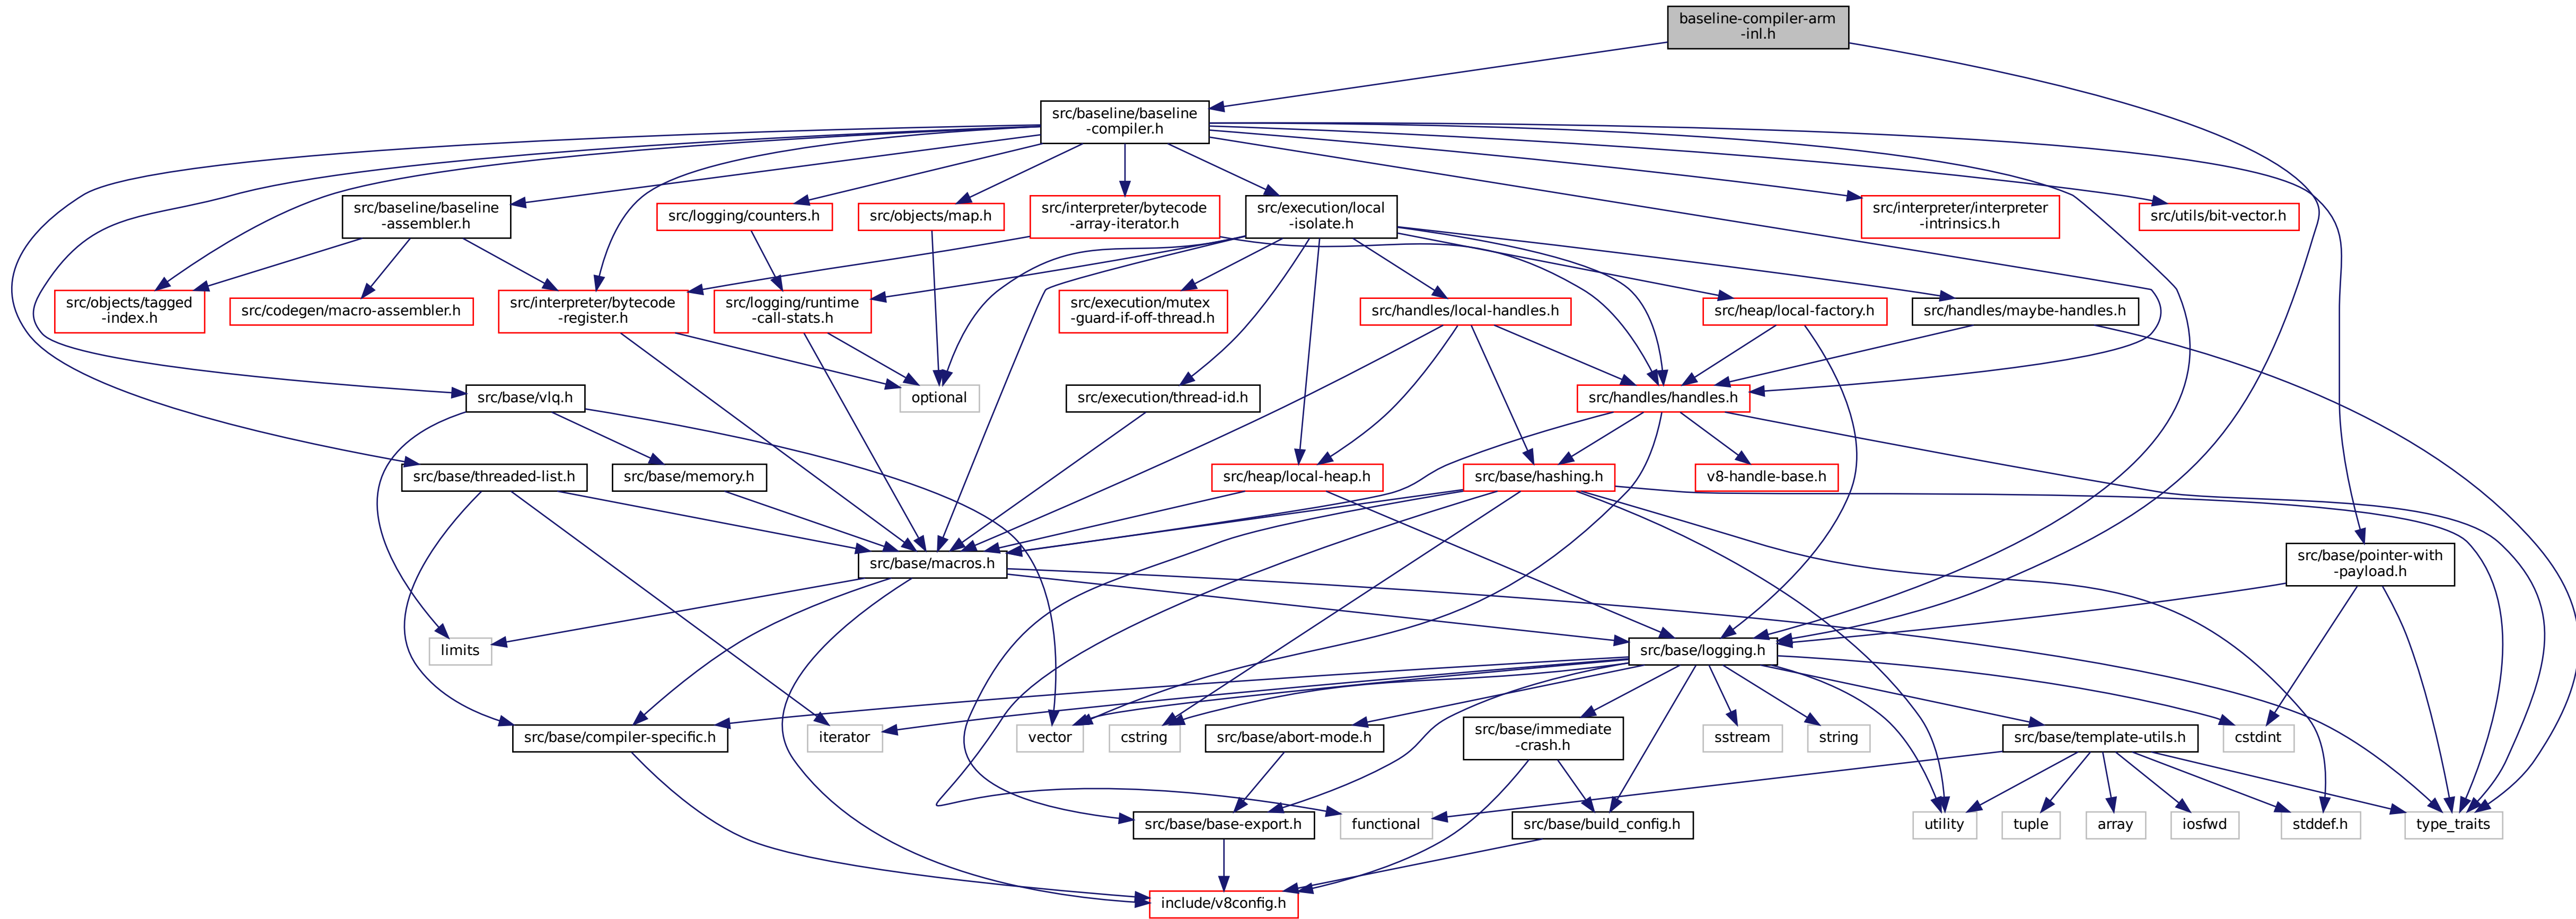 baseline-compiler-arm
-inl.h
src/baseline/baseline
-compiler.h
src/baseline/baseline
-assembler.h
src/logging/counters.h
src/objects/map.h
src/interpreter/bytecode
-array-iterator.h
src/execution/local
-isolate.h
src/interpreter/interpreter
-intrinsics.h
src/utils/bit-vector.h
src/objects/tagged
-index.h
src/codegen/macro-assembler.h
src/interpreter/bytecode
-register.h
src/logging/runtime
-call-stats.h
src/execution/mutex
-guard-if-off-thread.h
src/handles/local-handles.h
src/heap/local-factory.h
src/handles/maybe-handles.h
src/base/vlq.h
optional
src/execution/thread-id.h
src/handles/handles.h
src/base/threaded-list.h
src/base/memory.h
src/heap/local-heap.h
src/base/hashing.h
v8-handle-base.h
src/base/macros.h
src/base/pointer-with
-payload.h
limits
src/base/logging.h
src/base/compiler-specific.h
iterator
vector
cstring
src/base/abort-mode.h
src/base/immediate
-crash.h
sstream
string
src/base/template-utils.h
cstdint
src/base/base-export.h
functional
src/base/build_config.h
utility
tuple
array
iosfwd
stddef.h
type_traits
include/v8config.h